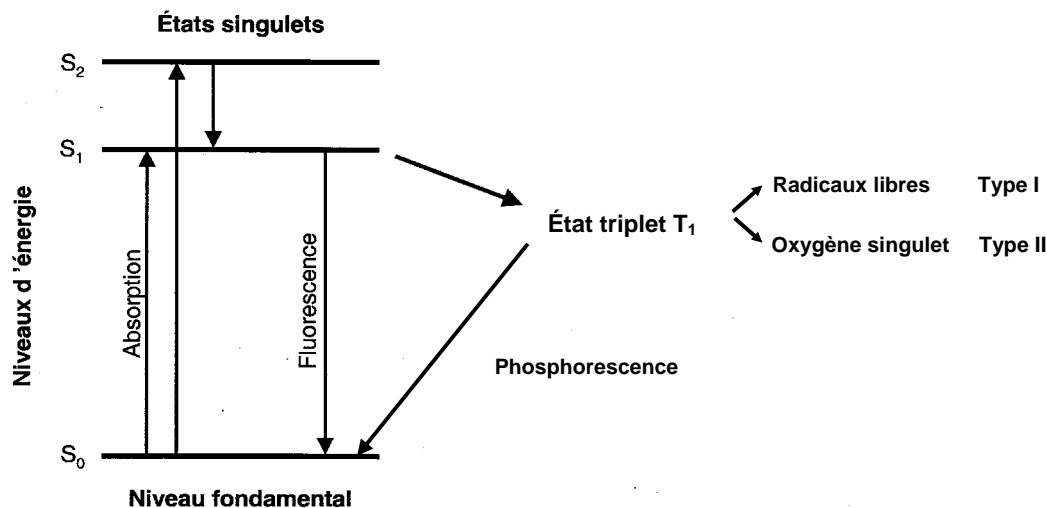 États singulets
S₂
S₁
Radicaux libres Type I
État triplet T₁
Oxygène singulet Type II
Niveaux d 'énergie
Absorption
Fluorescence
Phosphorescence
S₀
Niveau fondamental